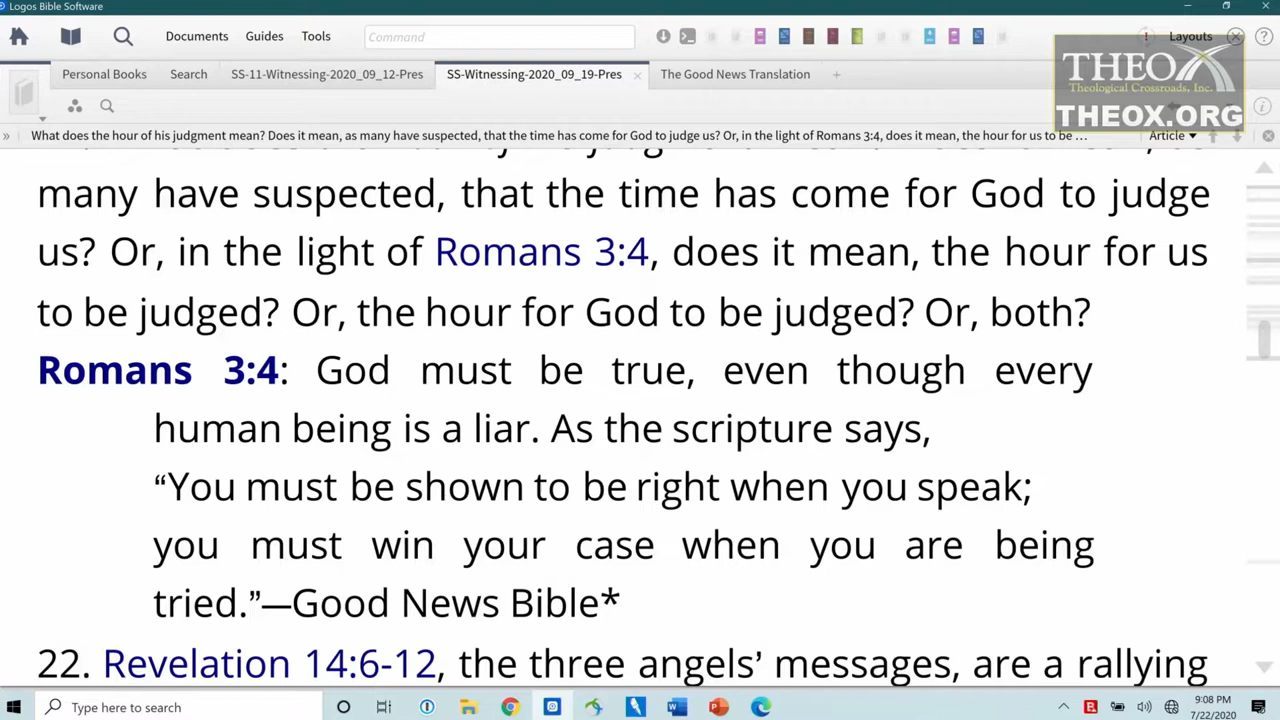 Logos Bible Software
Documents Guides Tools Command Layouts
THEOX
Theological Crossroads, Inc.
THEOX.ORG
Personal Books Search SS-11-Witnessing-2020_09_12-Pres SS-Witnessing-2020_09_19-Pres The Good News Translation
What does the hour of his judgment mean? Does it mean, as many have suspected, that the time has come for God to judge us? Or, in the light of Romans 3:4, does it mean, the hour for us to be ... Article
many have suspected, that the time has come for God to judge
us? Or, in the light of Romans 3:4, does it mean, the hour for us
to be judged? Or, the hour for God to be judged? Or, both?
Romans 3:4: God must be true, even though every
human being is a liar. As the scripture says,
“You must be shown to be right when you speak;
you must win your case when you are being
tried.”—Good News Bible*
22. Revelation 14:6-12, the three angels’ messages, are a rallying
Type here to search
9:08 PM
7/22/2020